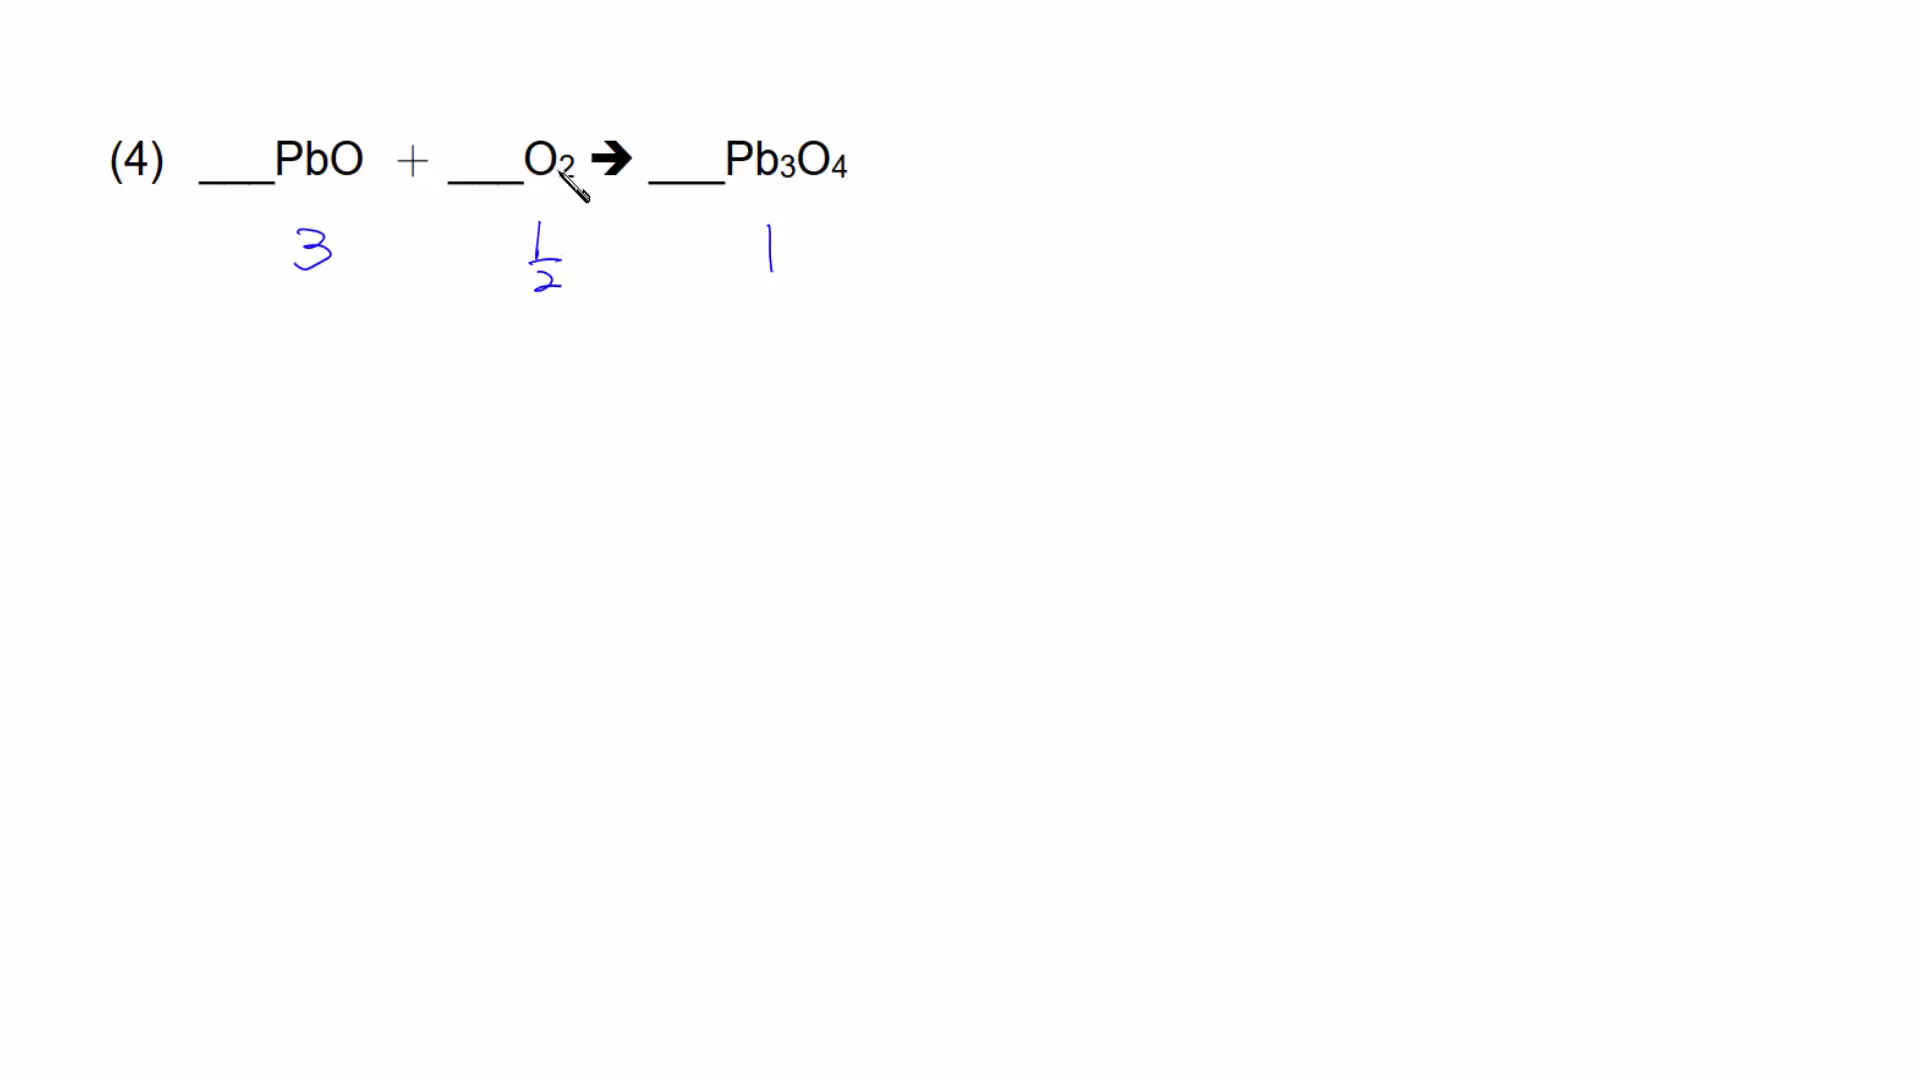 (4) ___PbO + ___O₂ ➔ ___Pb₃O₄
3 1/2 1